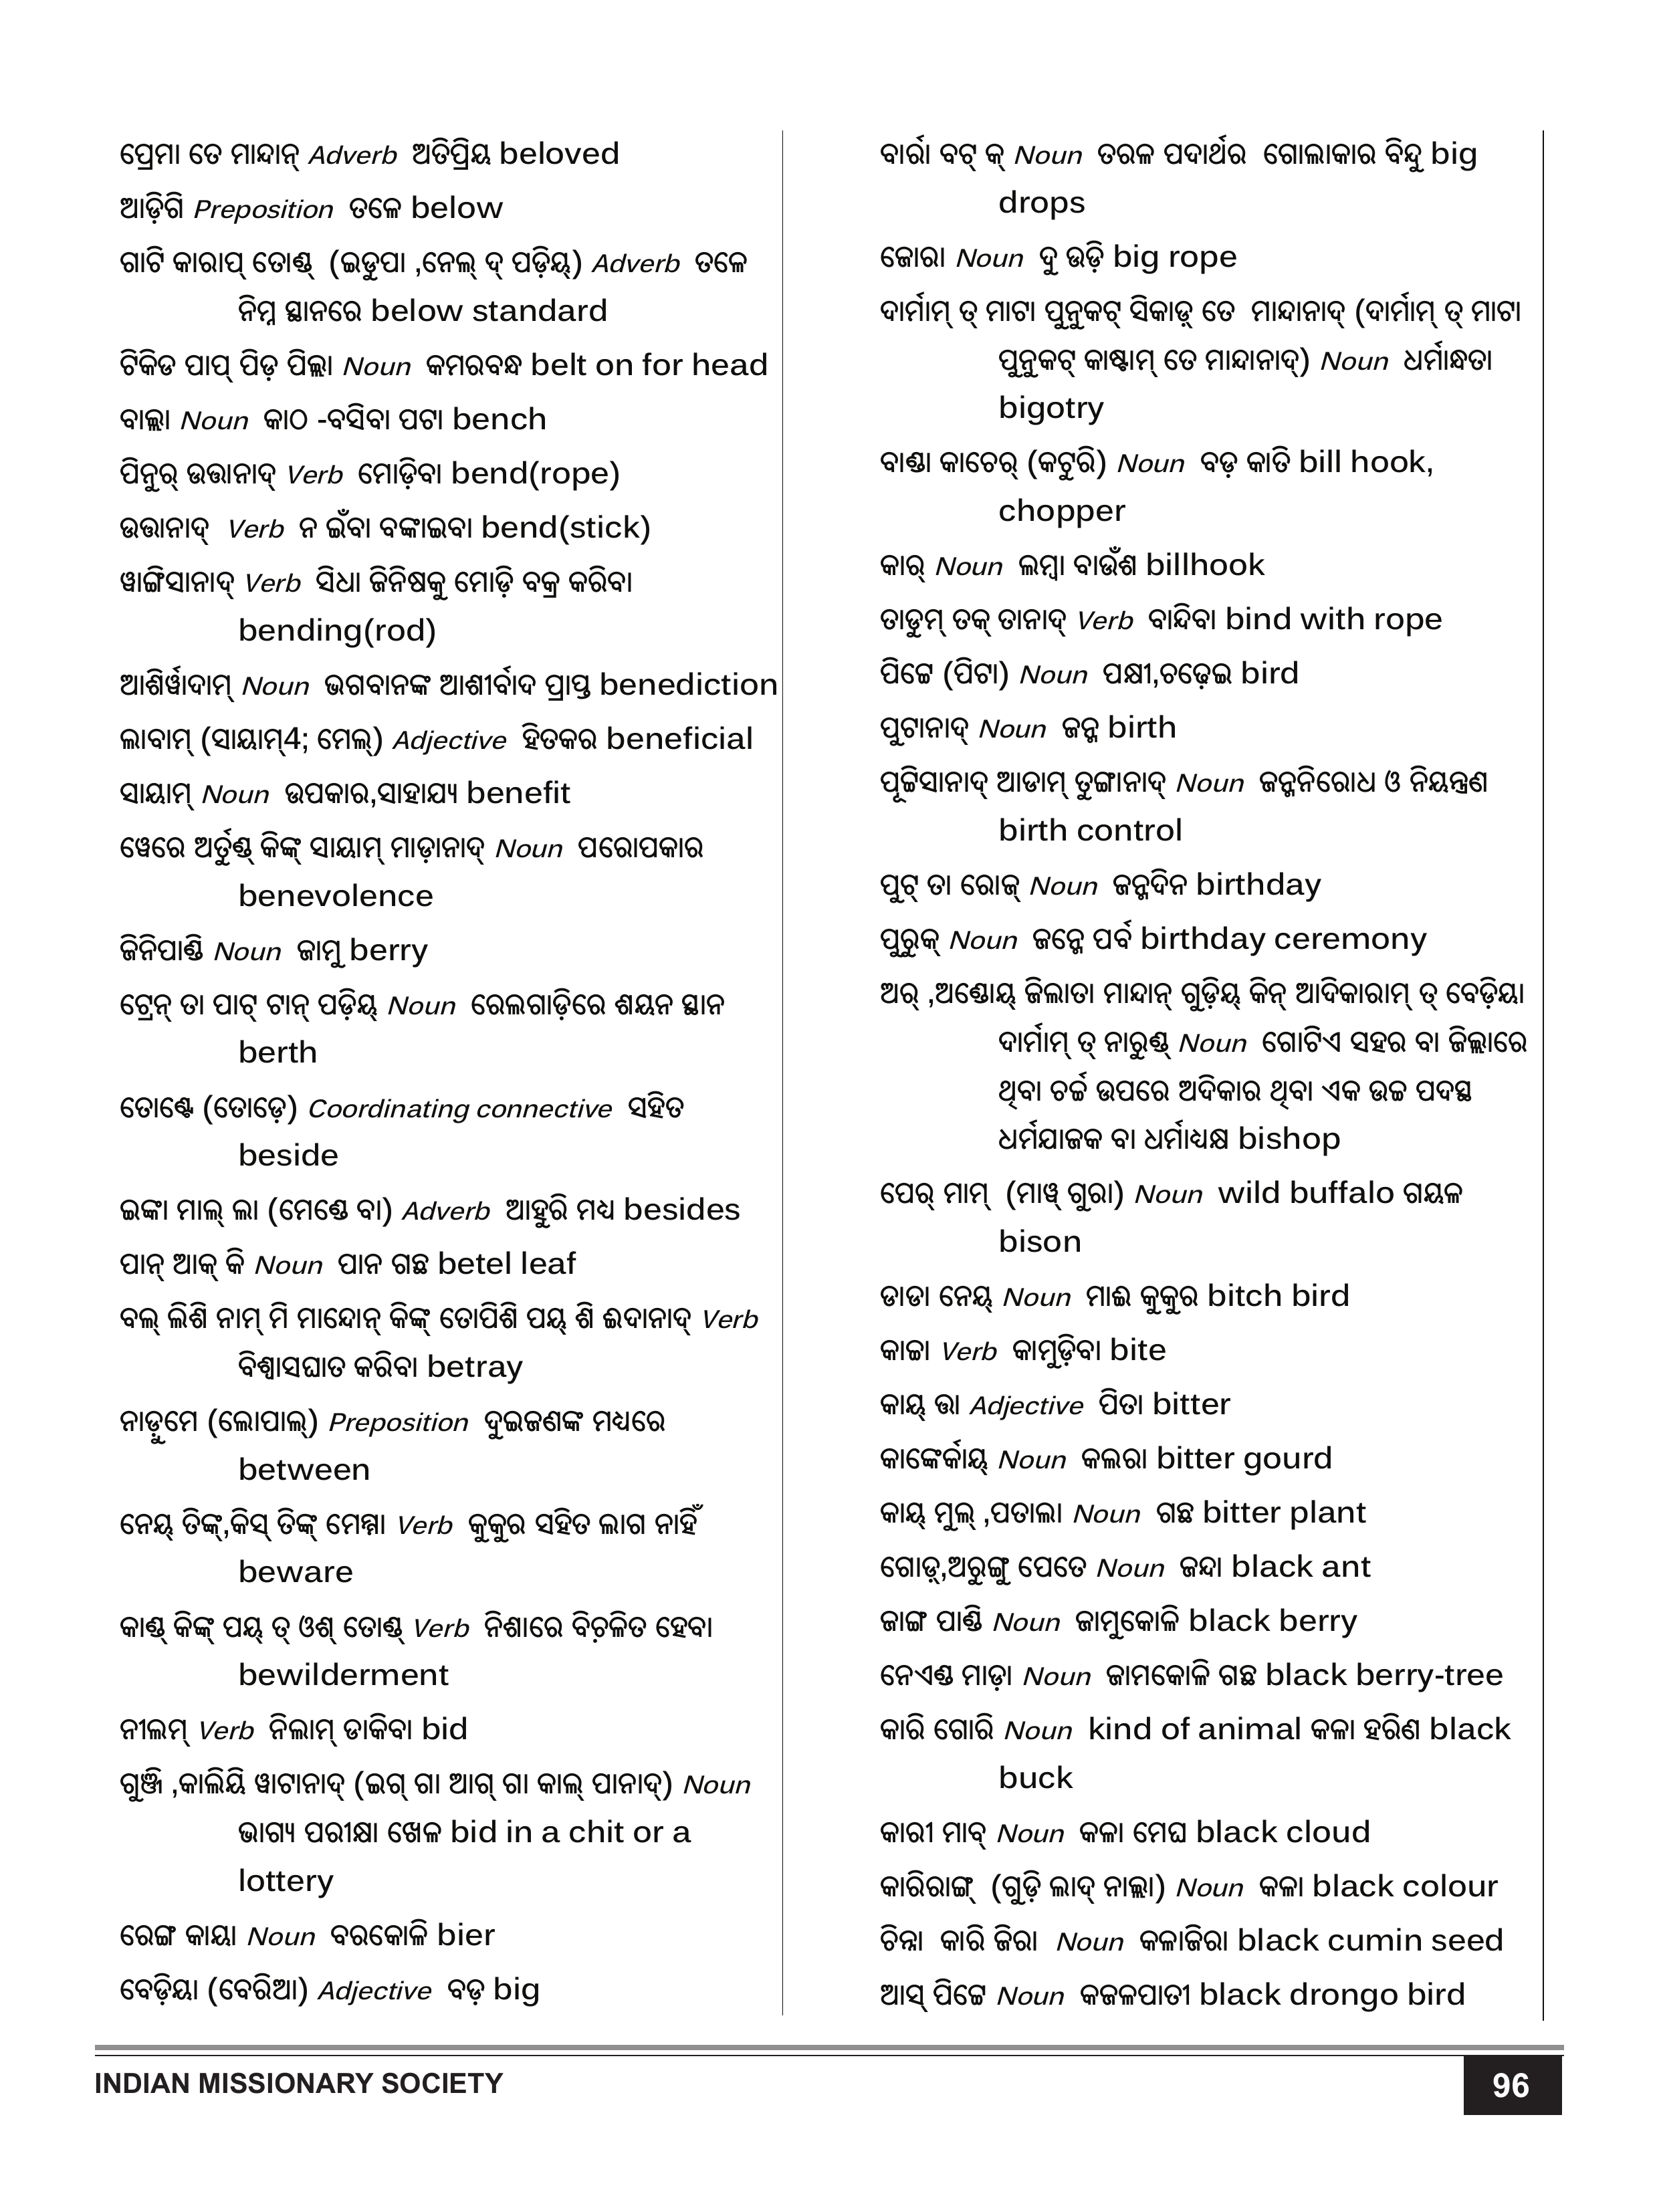 ପ୍ରେମା ତେ ମାନ୍ଦାନ୍ Adverb ଅତିପ୍ରିୟ beloved
ଆଡ଼ିଗି Preposition ତଳେ below
ଗାଟି କାରାପ୍ ତୋଣ୍ଡ୍ (ଇଡୁପା ,ନେଲ୍ ଦ୍ ପଡ଼ିୟ୍) Adverb ତଳେ
ନିମ୍ନ ସ୍ଥାନରେ below standard
ଟିକିଡ ପାପ୍ ପିଡ଼ ପିଲ୍ଲା Noun କମରବନ୍ଧ belt on for head
ବାଲ୍ଲା Noun କାଠ -ବସିବା ପଟା bench
ପିନୁର୍ ଉତ୍ତାନାଦ୍ Verb ମୋଡ଼ିବା bend(rope)
ଉତ୍ତାନାଦ୍ Verb ନ ଇଁବା ବଙ୍କାଇବା bend(stick)
ୱାଙ୍ଗିସାନାଦ୍ Verb ସିଧା ଜିନିଷକୁ ମୋଡ଼ି ବକ୍ର କରିବା
bending(rod)
ଆଶିର୍ୱାଦାମ୍ Noun ଭଗବାନଙ୍କ ଆଶୀର୍ବାଦ ପ୍ରାପ୍ତ benediction
ଲାବାମ୍ (ସାୟାମ୍4; ମେଲ୍) Adjective ହିତକର beneficial
ସାୟାମ୍ Noun ଉପକାର,ସାହାଯ୍ୟ benefit
ୱେରେ ଅର୍ତୁଣ୍ଡ୍ କିଙ୍କ୍ ସାୟାମ୍ ମାଡ଼ାନାଦ୍ Noun ପରୋପକାର
benevolence
ଜିନିପାଣ୍ଡି Noun ଜାମୁ berry
ଟ୍ରେନ୍ ତା ପାଟ୍ ଟାନ୍ ପଡ଼ିୟ୍ Noun ରେଲଗାଡ଼ିରେ ଶୟନ ସ୍ଥାନ
berth
ତୋଣ୍ଟେ (ତୋଡ଼େ) Coordinating connective ସହିତ
beside
ଇଙ୍କା ମାଲ୍ ଲା (ମେଣ୍ଡେ ବା) Adverb ଆହୁରି ମଧ୍ୟ besides
ପାନ୍ ଆକ୍ କି Noun ପାନ ଗଛ betel leaf
ବଲ୍ ଲିଶି ନାମ୍ ମି ମାନ୍ଦୋନ୍ କିଙ୍କ୍ ତୋପିଶି ପୟ୍ ଶି ଈଦାନାଦ୍ Verb
ବିଶ୍ୱାସଘାତ କରିବା betray
ନାଡ଼ୁମେ (ଲୋପାଲ୍) Preposition ଦୁଇଜଣଙ୍କ ମଧ୍ୟରେ
between
ନେୟ୍ ତିଙ୍କ୍,କିସ୍ ତିଙ୍କ୍ ମେନ୍ମା Verb କୁକୁର ସହିତ ଲାଗ ନାହିଁ
beware
କାଣ୍ଡ୍ କିଙ୍କ୍ ପୟ୍ ତ୍ ଓଶ୍ ତୋଣ୍ଡ୍ Verb ନିଶାରେ ବିଚ଼ଳିତ ହେବା
bewilderment
ନୀଲମ୍ Verb ନିଲାମ୍ ଡାକିବା bid
ଗୁଞ୍ଜି ,କାଲିୟି ୱାଟାନାଦ୍ (ଇଗ୍ ଗା ଆଗ୍ ଗା କାଲ୍ ପାନାଦ୍) Noun
ଭାଗ୍ୟ ପରୀକ୍ଷା ଖେଳ bid in a chit or a
lottery
ରେଙ୍ଗ କାୟା Noun ବରକୋଳି bier
ବେଡ଼ିୟା (ବେରିଆ) Adjective ବଡ଼ big
ବାର୍ରା ବଟ୍ କ୍ Noun ତରଳ ପଦାର୍ଥର ଗୋଲାକାର ବିନ୍ଦୁ big
drops
ଜୋରା Noun ଦୁ ଉଡ଼ି big rope
ଦାର୍ମାମ୍ ତ୍ ମାଟା ପୁନୁକଟ୍ ସିକାଡ଼୍ ତେ ମାନ୍ଦାନାଦ୍ (ଦାର୍ମାମ୍ ତ୍ ମାଟା
ପୁନୁକଟ୍ କାଷ୍ଟାମ୍ ତେ ମାନ୍ଦାନାଦ୍) Noun ଧର୍ମାନ୍ଧତା
bigotry
ବାଣ୍ଡା କାଚେର୍ (କଟୁରି) Noun ବଡ଼ କାତି bill hook,
chopper
କାର୍ Noun ଲମ୍ବା ବାଉଁଶ billhook
ତାଡୁମ୍ ତକ୍ ତାନାଦ୍ Verb ବାନ୍ଦିବା bind with rope
ପିଟ୍ଟେ (ପିଟା) Noun ପକ୍ଷୀ,ଚଢ଼େଇ bird
ପୁଟାନାଦ୍ Noun ଜନ୍ମ birth
ପୂଟ୍ଟିସାନାଦ୍ ଆଡାମ୍ ତୁଙ୍ଗାନାଦ୍ Noun ଜନ୍ମନିରୋଧ ଓ ନିୟନ୍ତ୍ରଣ
birth control
ପୁଟ୍ ତା ରୋଜ୍ Noun ଜନ୍ମଦିନ birthday
ପୁରୁକ୍ Noun ଜନ୍ମେ ପର୍ବ birthday ceremony
ଅର୍ ,ଅଣ୍ଡୋୟ୍ ଜିଲାତା ମାନ୍ଦାନ୍ ଗୁଡ଼ିୟ୍ କିନ୍ ଆଦିକାରାମ୍ ତ୍ ବେଡ଼ିୟା
ଦାର୍ମାମ୍ ତ୍ ନାରୁଣ୍ଡ୍ Noun ଗୋଟିଏ ସହର ବା ଜିଲ୍ଲାରେ
ଥିବା ଚର୍ଚ୍ଚ ଉପରେ ଅଦିକାର ଥିବା ଏକ ଉଚ୍ଚ ପଦସ୍ଥ
ଧର୍ମଯାଜକ ବା ଧର୍ମାଧ୍ୟକ୍ଷ bishop
ପେର୍ ମାମ୍ (ମାୱ୍ ଗୁରା) Noun wild buffalo ଗୟଳ
bison
ଡାଡା ନେୟ୍ Noun ମାଈ କୁକୁର bitch bird
କାଚ୍ଚା Verb କାମୁଡ଼ିବା bite
କାୟ୍ ତ୍ତା Adjective ପିତା bitter
କାଙ୍କେର୍କାୟ୍ Noun କଲରା bitter gourd
କାୟ୍ ମୁଲ୍ ,ପତାଲା Noun ଗଛ bitter plant
ଗୋଡ଼୍,ଅରୁଙ୍ଗୁ ପେତେ Noun ଜନ୍ଦା black ant
ଜାଙ୍ଗ ପାଣ୍ଡି Noun ଜାମୁକୋଳି black berry
ନେଏଣ୍ଡ ମାଡ଼ା Noun ଜାମକୋଳି ଗଛ black berry-tree
କାରି ଗୋରି Noun kind of animal କଳା ହରିଣ black
buck
କାରୀ ମାବ୍ Noun କଳା ମେଘ black cloud
କାରିରାଙ୍ଗ୍ (ଗୁଡ଼ି ଲାଦ୍ ନାଲ୍ଲା) Noun କଳା black colour
ଚିନ୍ନା କାରି ଜିରା Noun କଳାଜିରା black cumin seed
ଆସ୍ ପିଟ୍ଟେ Noun କଜଳପାତୀ black drongo bird
INDIAN MISSIONARY SOCIETY
96